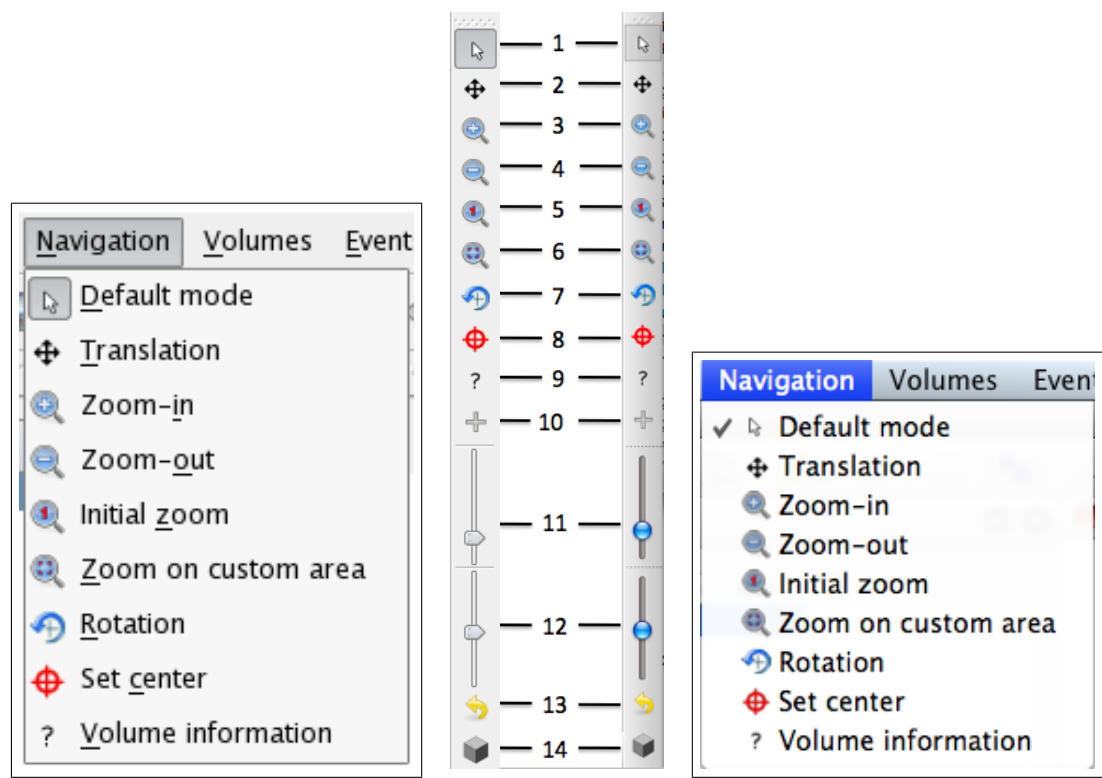 Navigation Volumes Event
Default mode
Translation
Zoom-in
Zoom-out
Initial zoom
Zoom on custom area
Rotation
Set center
? Volume information
1
2
3
4
5
6
7
8
? 9 ?
10
11
12
13
14
Navigation Volumes Even
Default mode
Translation
Zoom-in
Zoom-out
Initial zoom
Zoom on custom area
Rotation
Set center
? Volume information